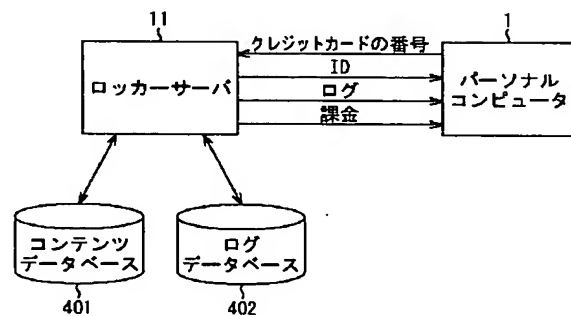 11
1
クレジットカードの番号
ID
ログ
課金
ロッカーサーバ
パーソナル
コンピュータ
コンテンツ
データベース
ログ
データベース
401
402